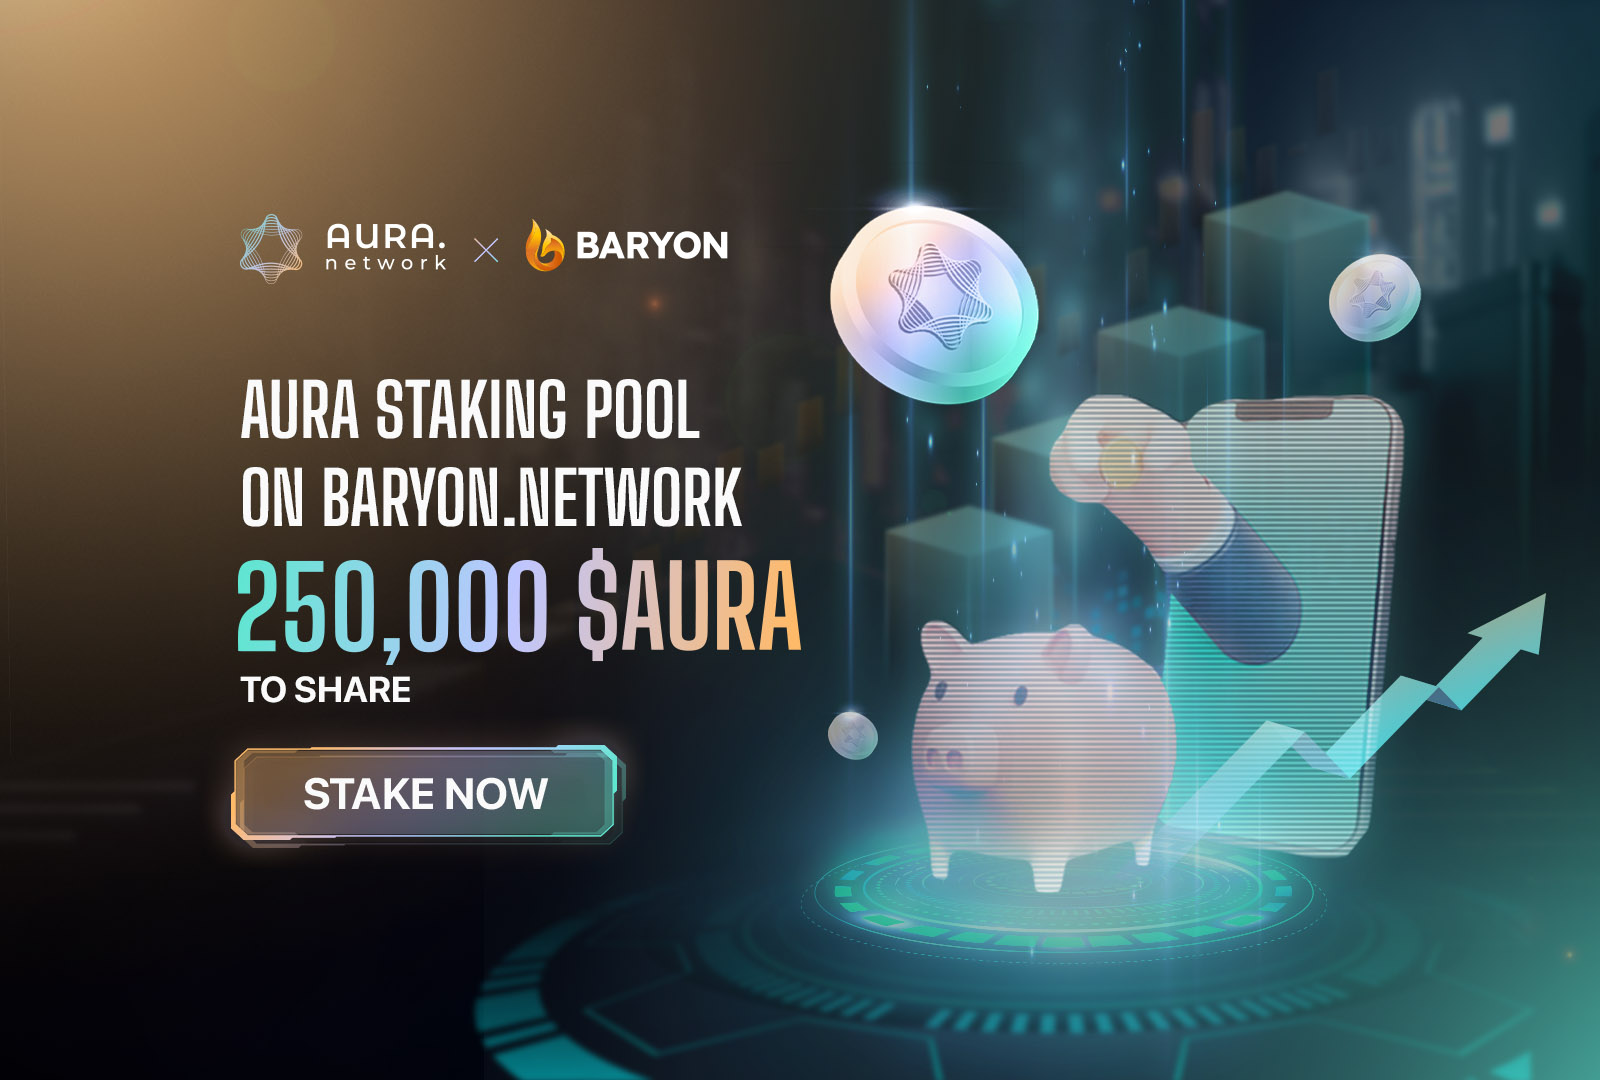 AURA.
network
BARYON
AURA STAKING POOL
ON BARYON.NETWORK
250,000 $AURA
TO SHARE
STAKE NOW